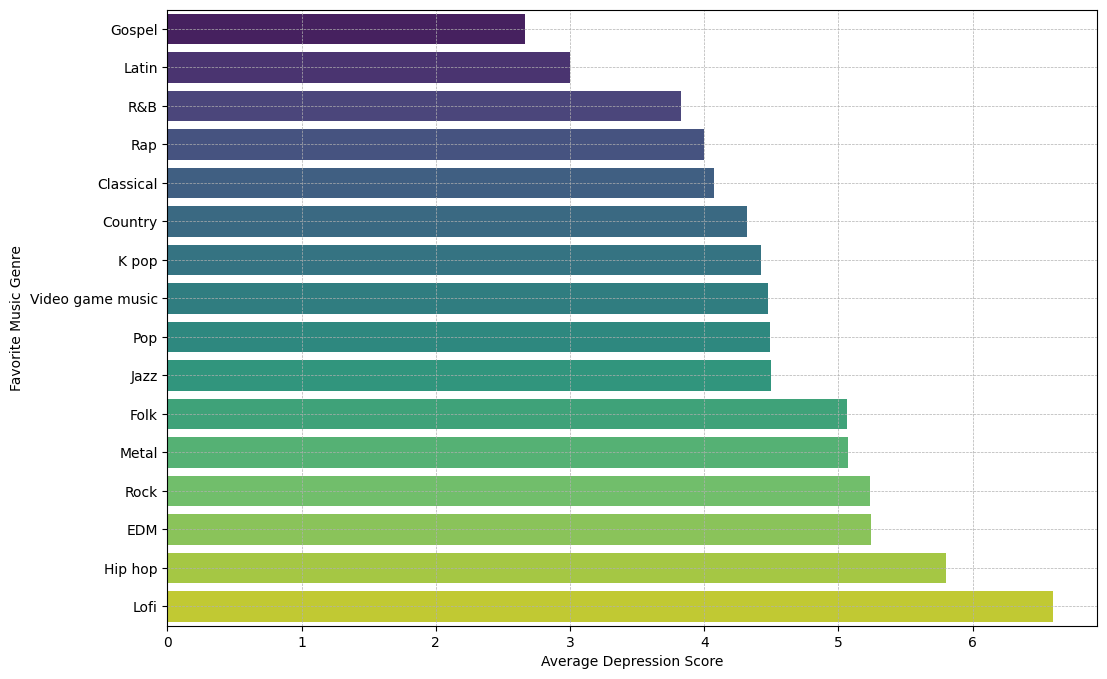 Favorite Music Genre
Gospel
Latin
R&B
Rap
Classical
Country
K pop
Video game music
Pop
Jazz
Folk
Metal
Rock
EDM
Hip hop
Lofi
0 1 2 3 4 5 6
Average Depression Score